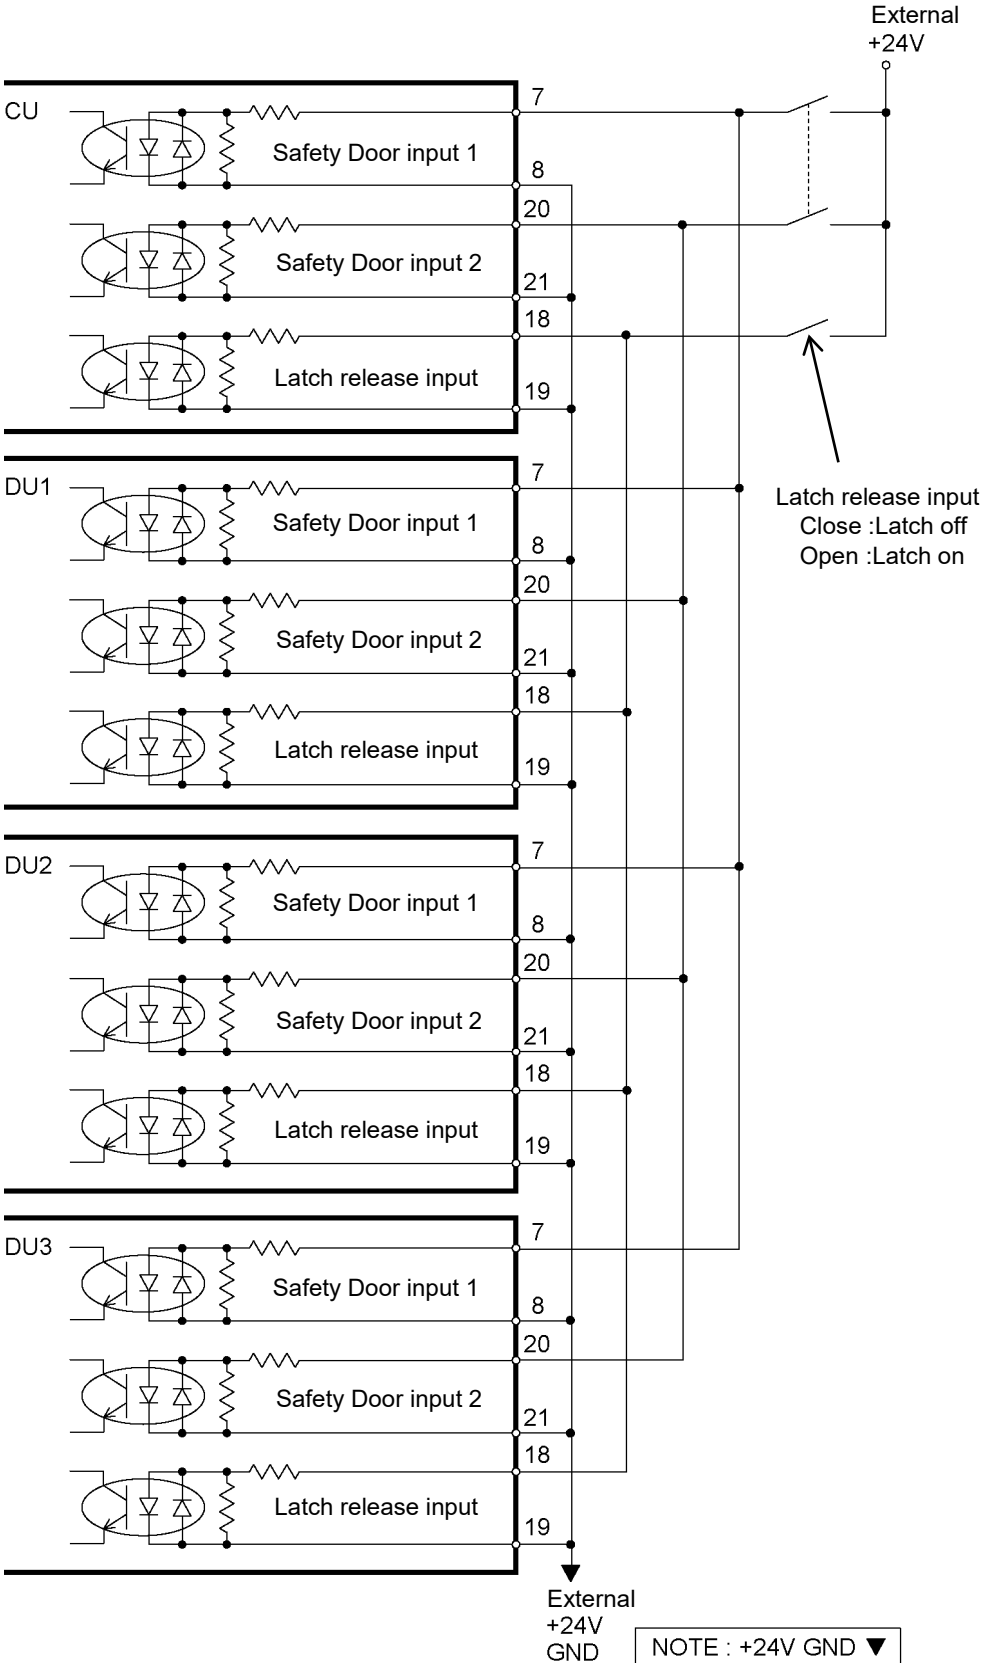 External
+24V
CU
7
Safety Door input 1
8
20
Safety Door input 2
21
18
Latch release input
19
DU1
7
Safety Door input 1
8
20
Safety Door input 2
21
18
Latch release input
19
Latch release input
Close :Latch off
Open :Latch on
DU2
7
Safety Door input 1
8
20
Safety Door input 2
21
18
Latch release input
19
DU3
7
Safety Door input 1
8
20
Safety Door input 2
21
18
Latch release input
19
External
+24V
GND
NOTE : +24V GND ▼